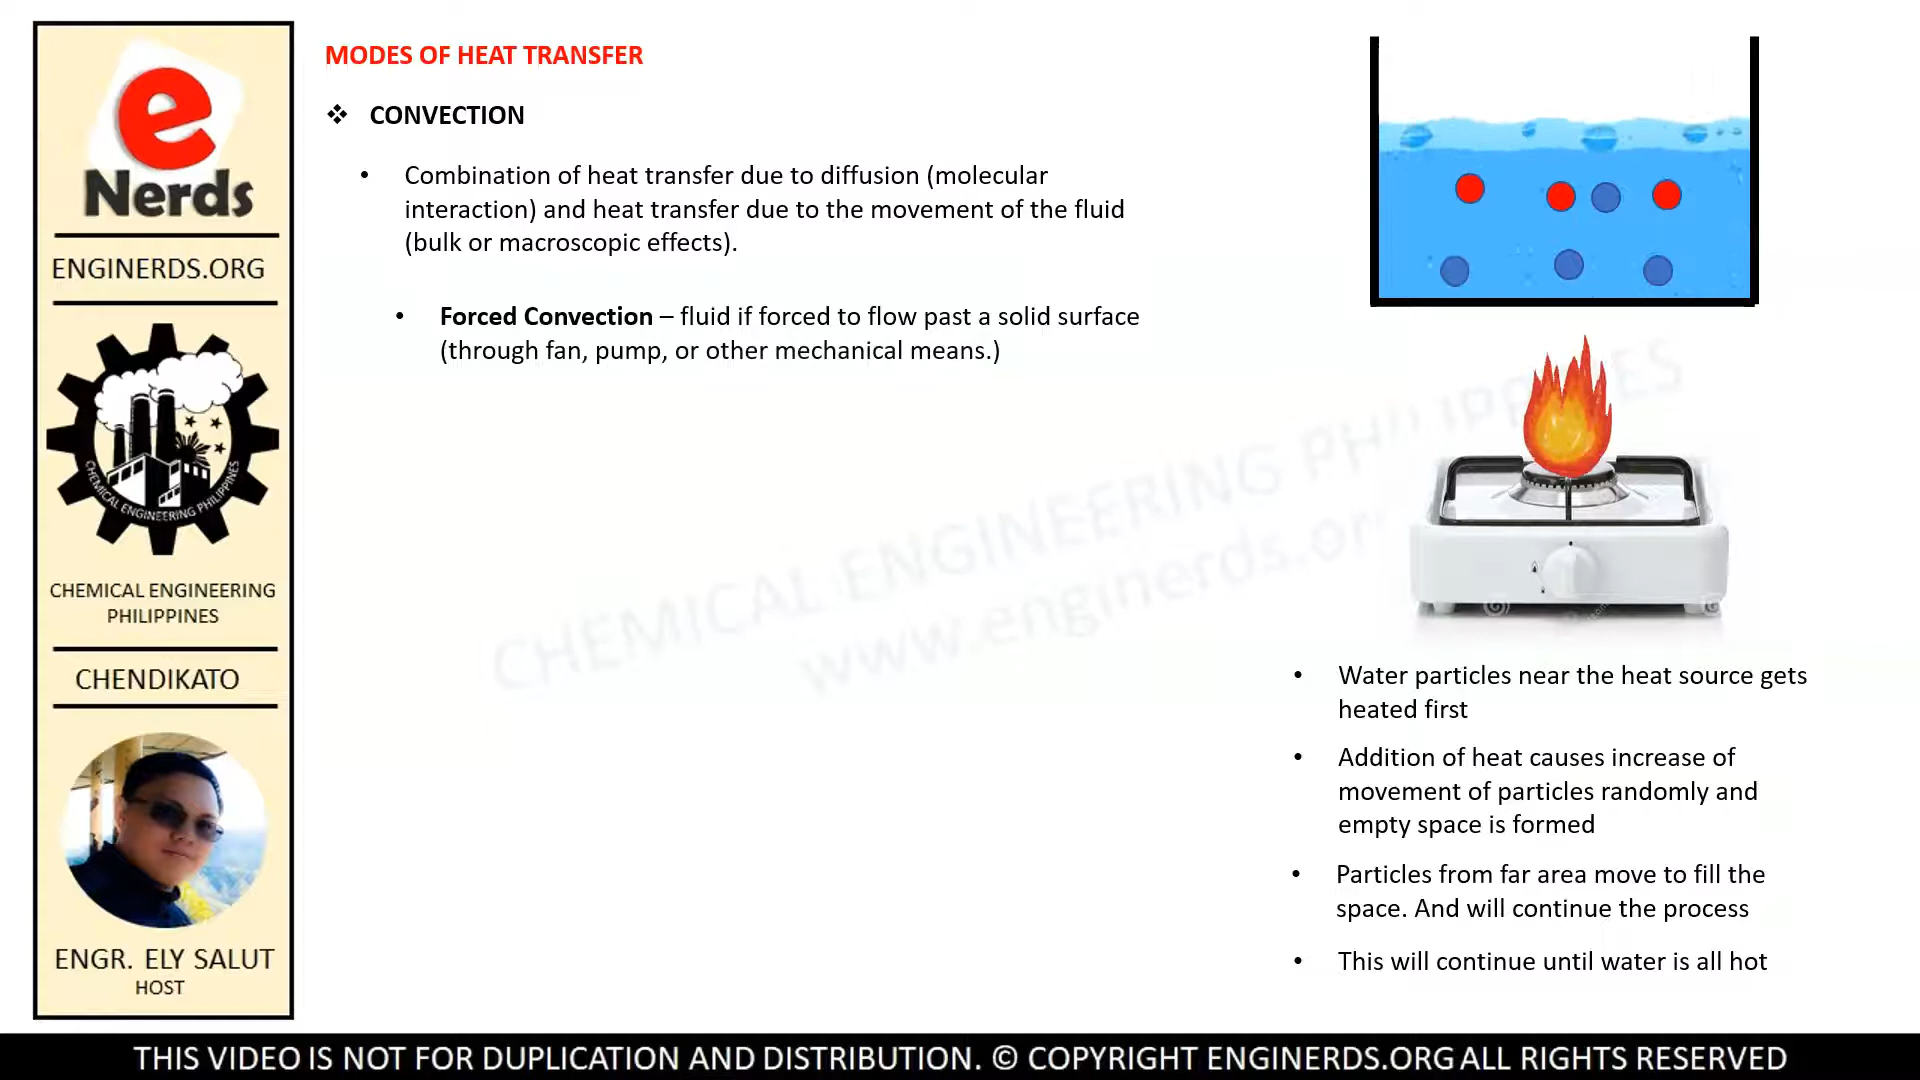 e
Nerds
ENGINERDS.ORG
CHEMICAL ENGINEERING PHILIPPINES
CHEMICAL ENGINEERING
PHILIPPINES
CHENDIKATO
ENGR. ELY SALUT
HOST
MODES OF HEAT TRANSFER
❖ CONVECTION
• Combination of heat transfer due to diffusion (molecular
interaction) and heat transfer due to the movement of the fluid
(bulk or macroscopic effects).
• Forced Convection – fluid if forced to flow past a solid surface
(through fan, pump, or other mechanical means.)
CHEMICAL ENGINEERING PHILIPPINES
www.enginerds.org
• Water particles near the heat source gets
heated first
• Addition of heat causes increase of
movement of particles randomly and
empty space is formed
• Particles from far area move to fill the
space. And will continue the process
• This will continue until water is all hot
THIS VIDEO IS NOT FOR DUPLICATION AND DISTRIBUTION. © COPYRIGHT ENGINERDS.ORG ALL RIGHTS RESERVED